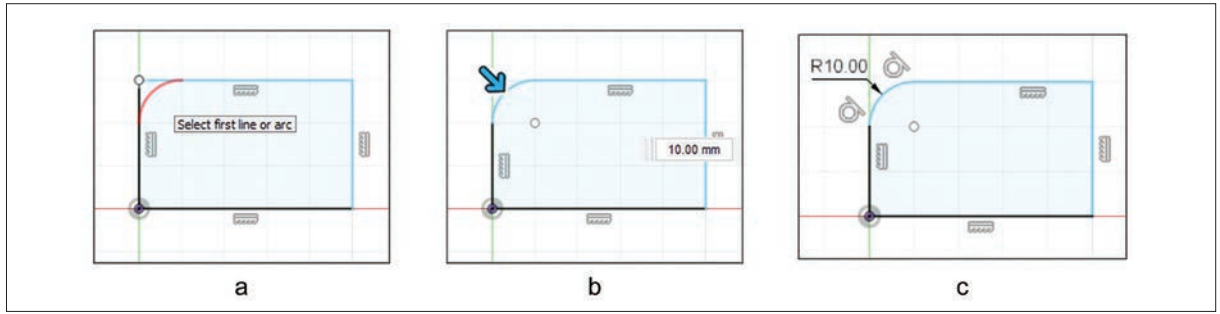 Select first line or arc
10.00 mm
R10.00
a
b
c